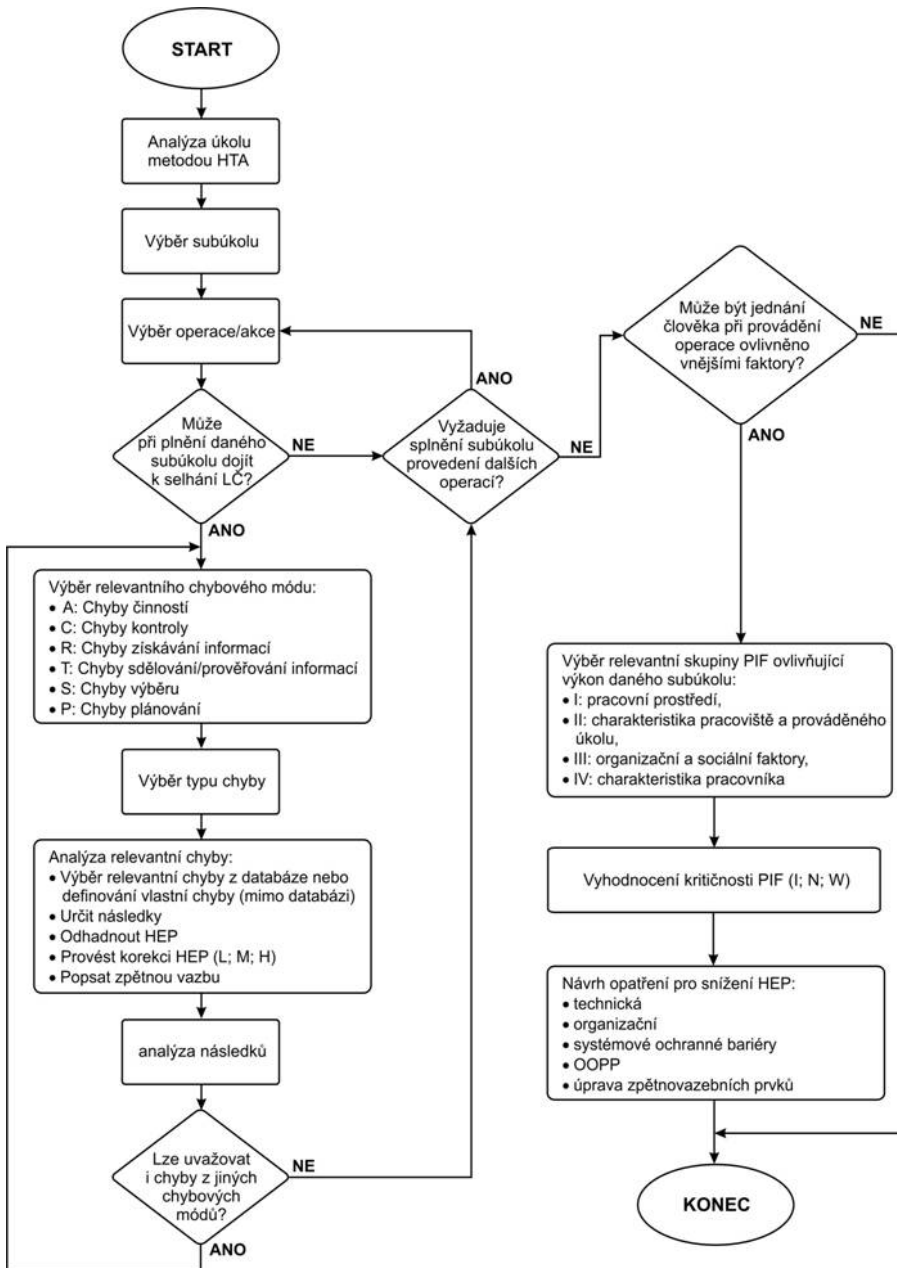 START
Analýza úkolu
metodou HTA
Výběr subúkolu
Výběr operace/akce
Může
při plnění daného
subúkolu dojít
k selhání LČ?
NE
ANO
Vyžaduje
splnění subúkolu
provedení dalších
operací?
ANO
NE
Výběr relevantního chybového módu:
• A: Chyby činností
• C: Chyby kontroly
• R: Chyby získávání informací
• T: Chyby sdělování/prověřování informací
• S: Chyby výběru
• P: Chyby plánování
Výběr typu chyby
Analýza relevantní chyby:
• Výběr relevantní chyby z databáze nebo
definování vlastní chyby (mimo databázi)
• Určit následky
• Odhadnout HEP
• Provést korekci HEP (L; M; H)
• Popsat zpětnou vazbu
analýza následků
Lze uvažovat
i chyby z jiných
chybových
módů?
NE
ANO
Může být jednání
člověka při provádění
operace ovlivněno
vnějšími faktory?
NE
ANO
Výběr relevantní skupiny PIF ovlivňující
výkon daného subúkolu:
• I: pracovní prostředí,
• II: charakteristika pracoviště a prováděného
úkolu,
• III: organizační a sociální faktory,
• IV: charakteristika pracovníka
Vyhodnocení kritičnosti PIF (I; N; W)
Návrh opatření pro snížení HEP:
• technická
• organizační
• systémové ochranné bariéry
• OOPP
• úprava zpětnovazebních prvků
KONEC